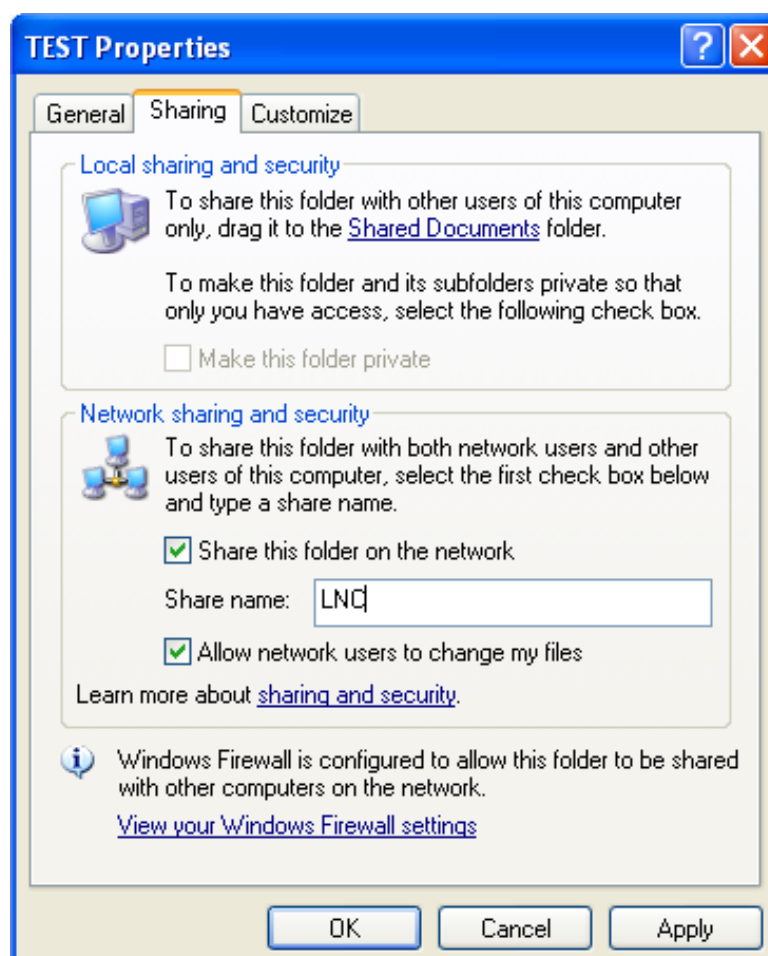 TEST Properties
General Sharing Customize
Local sharing and security
To share this folder with other users of this computer
only, drag it to the Shared Documents folder.
To make this folder and its subfolders private so that
only you have access, select the following check box.
Make this folder private
Network sharing and security
To share this folder with both network users and other
users of this computer, select the first check box below
and type a share name.
Share this folder on the network
Share name: LNC
Allow network users to change my files
Learn more about sharing and security.
Windows Firewall is configured to allow this folder to be shared
with other computers on the network.
View your Windows Firewall settings
OK Cancel Apply